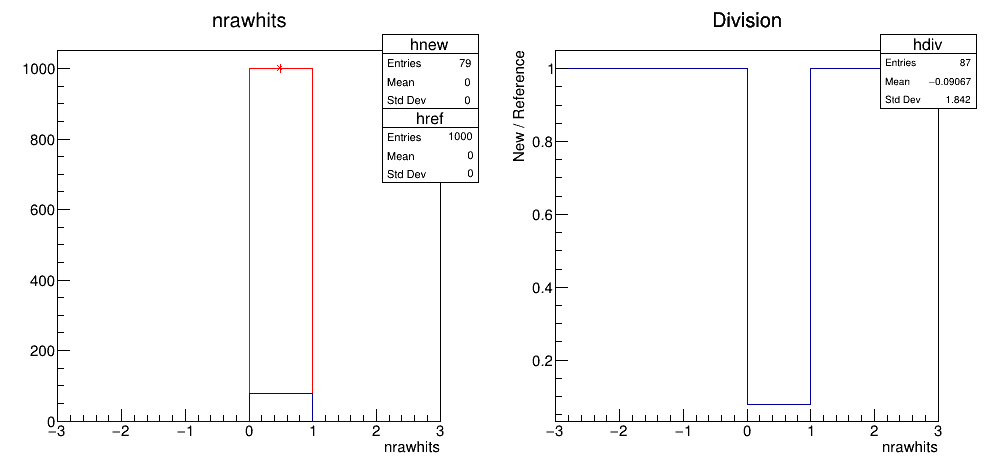 nrawhits
hnew
Entries 79
Mean 0
Std Dev 0
href
Entries 1000
Mean 0
Std Dev 0
1000
800
600
400
200
0
−3 −2 −1 0 1 2 3
nrawhits
Division
hdiv
Entries 87
Mean −0.09067
Std Dev 1.842
New / Reference
1
0.8
0.6
0.4
0.2
−3 −2 −1 0 1 2 3
nrawhits